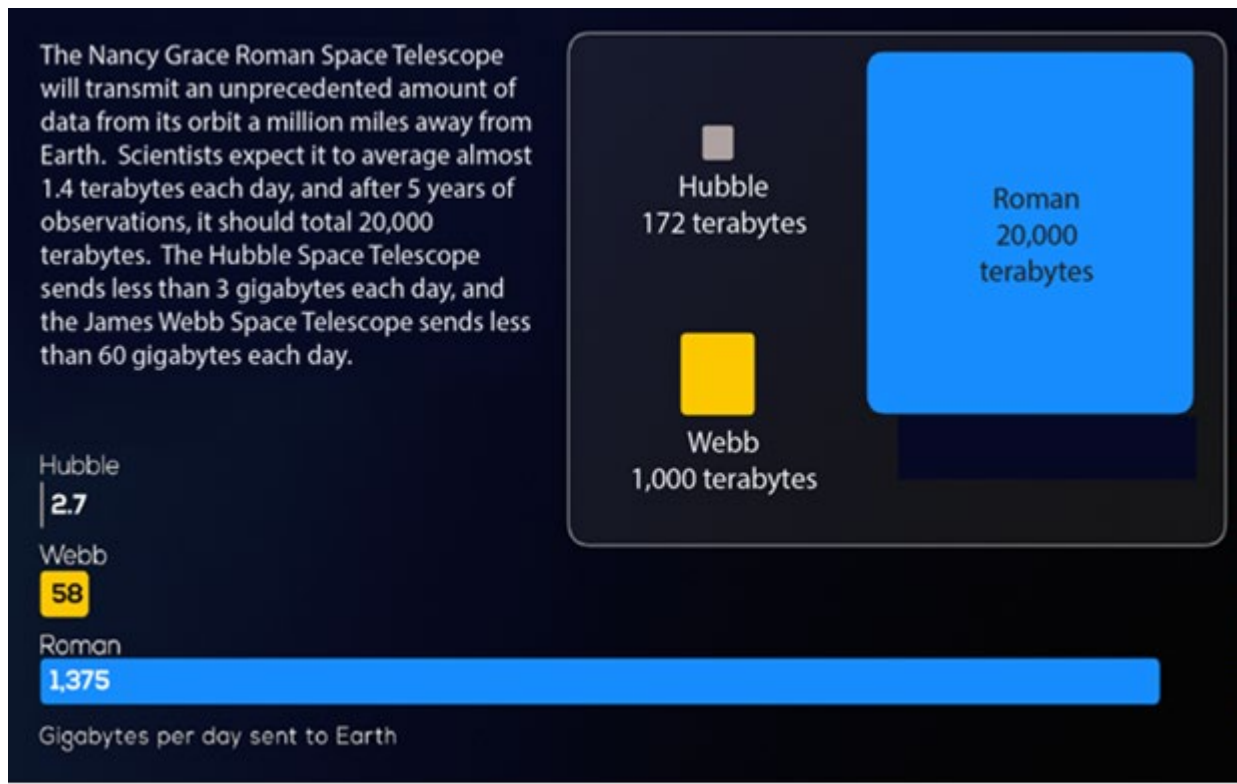 The Nancy Grace Roman Space Telescope
will transmit an unprecedented amount of
data from its orbit a million miles away from
Earth.  Scientists expect it to average almost
1.4 terabytes each day, and after 5 years of
observations, it should total 20,000
terabytes.  The Hubble Space Telescope
sends less than 3 gigabytes each day, and
the James Webb Space Telescope sends less
than 60 gigabytes each day.
Hubble
172 terabytes
Webb
1,000 terabytes
Roman
20,000
terabytes
Hubble
2.7
Webb
58
Roman
1,375
Gigabytes per day sent to Earth